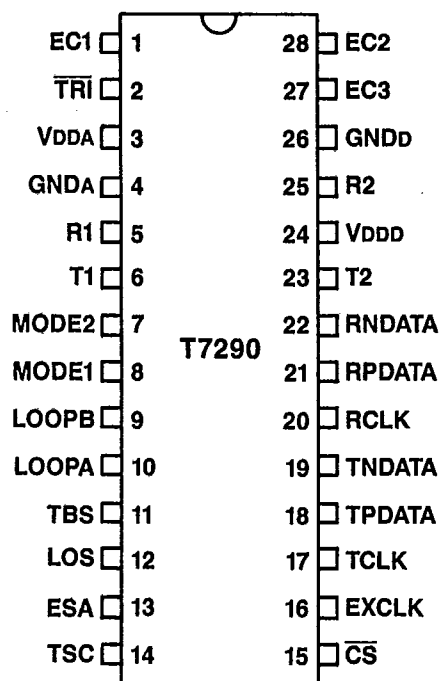 EC1 1 28 EC2
T̅R̅I̅ 2 27 EC3
VDDA 3 26 GNDD
GNDA 4 25 R2
R1 5 24 VDDD
T1 6 23 T2
MODE2 7 22 RNDATA
T7290
MODE1 8 21 RPDATA
LOOPB 9 20 RCLK
LOOPA 10 19 TNDATA
TBS 11 18 TPDATA
LOS 12 17 TCLK
ESA 13 16 EXCLK
TSC 14 15 C̅S̅